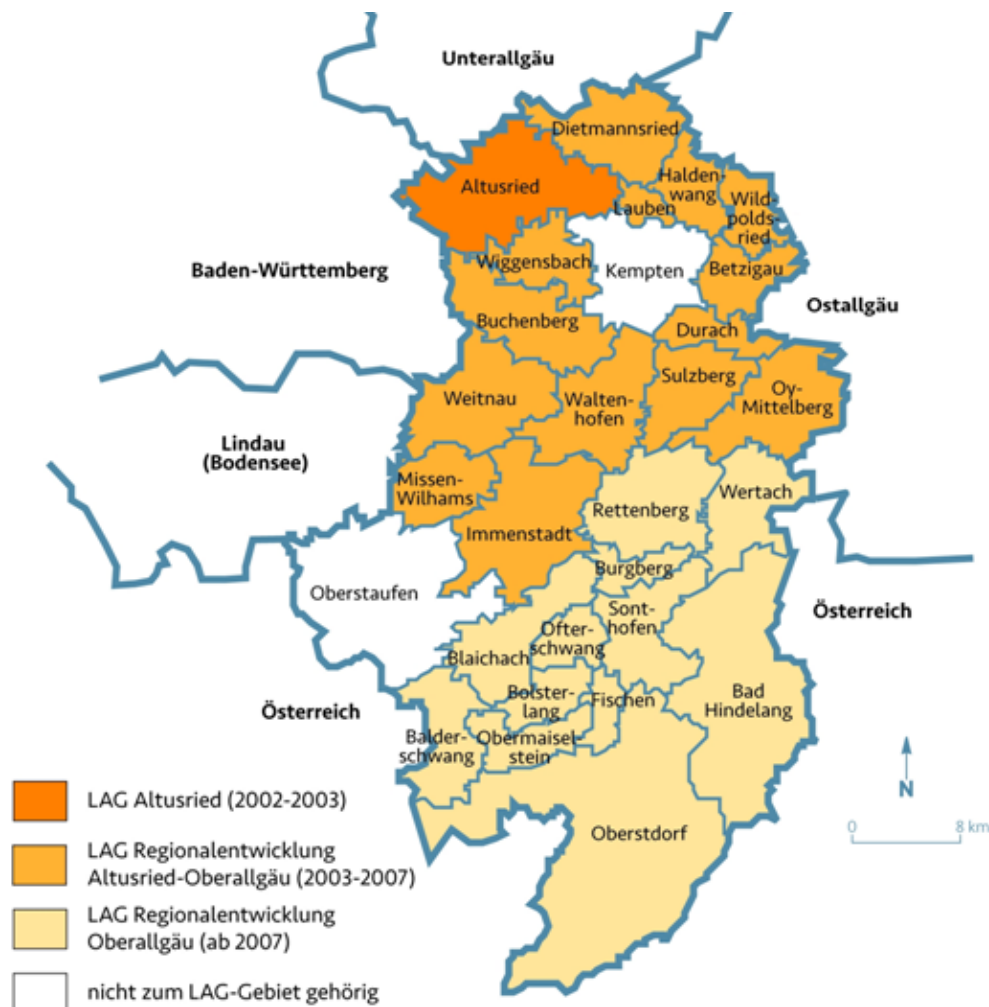 Unterallgäu
Dietmannsried
Altusried
Halden-
wang
Lauben
Wild-
polds-
ried
Wiggensbach
Kempten
Betzigau
Baden-Württemberg
Ostallgäu
Buchenberg
Durach
Sulzberg
Oy-
Mittelberg
Weitnau
Walten-
hofen
Lindau
(Bodensee)
Missen-
Wilhams
Wertach
Rettenberg
Immenstadt
Burgberg
Oberstaufen
Österreich
Sont-
hofen
Ofter-
schwang
Blaichach
Bolster-
lang
Fischen
Bad
Hindelang
Österreich
Balder-
schwang
Obermaisel-
stein
Oberstdorf
N
0 8 km
LAG Altusried (2002-2003)
LAG Regionalentwicklung
Altusried-Oberallgäu (2003-2007)
LAG Regionalentwicklung
Oberallgäu (ab 2007)
nicht zum LAG-Gebiet gehörig